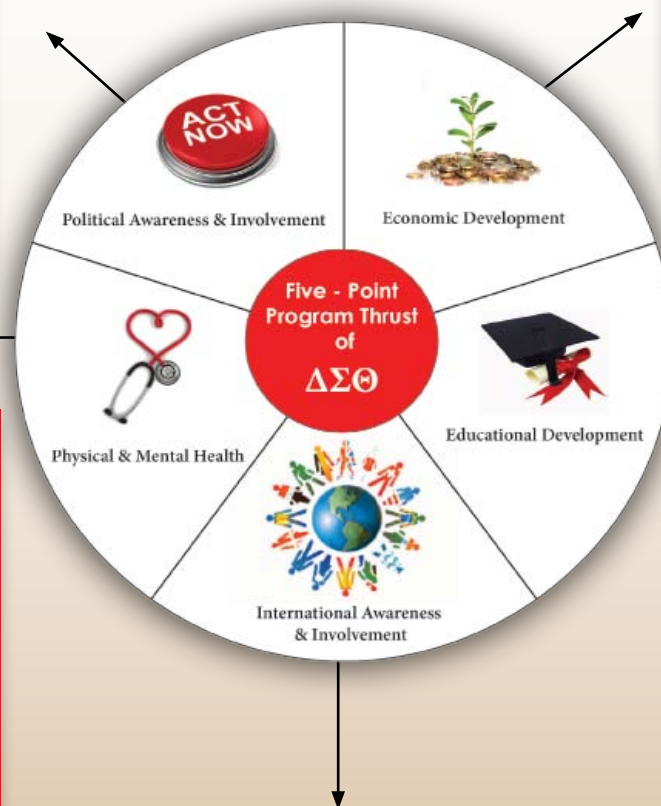 ACT
NOW
Political Awareness & Involvement
Economic Development
Five - Point
Program Thrust
of
ΔΣΘ
Physical & Mental Health
Educational Development
International Awareness
& Involvement